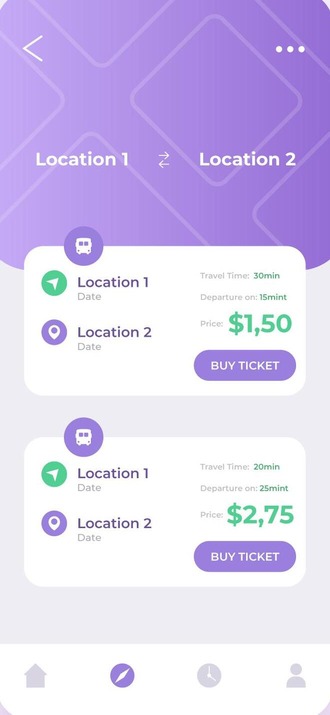 Location 1 Location 2
Location 1
Date
Location 2
Date
Travel Time: 30min
Departure on: 15mint
Price: $1,50
BUY TICKET
Location 1
Date
Location 2
Date
Travel Time: 20min
Departure on: 25mint
Price: $2,75
BUY TICKET